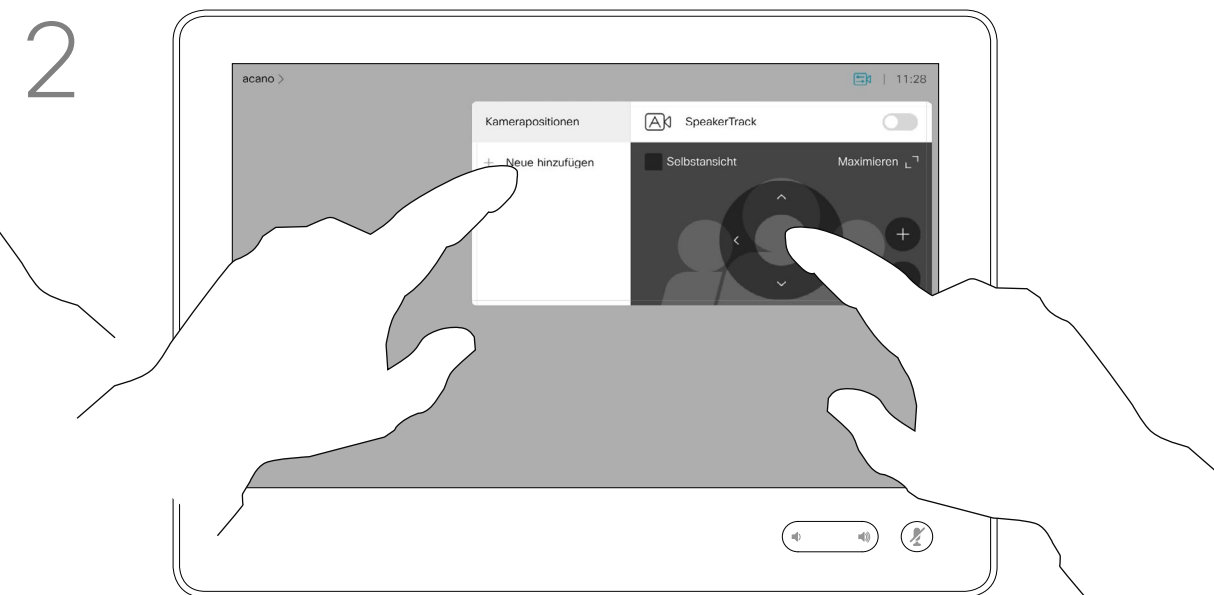 2
acano >
11:28
Kamerapositionen
A
SpeakerTrack
+ Neue hinzufügen
Selbstansicht
Maximieren
+